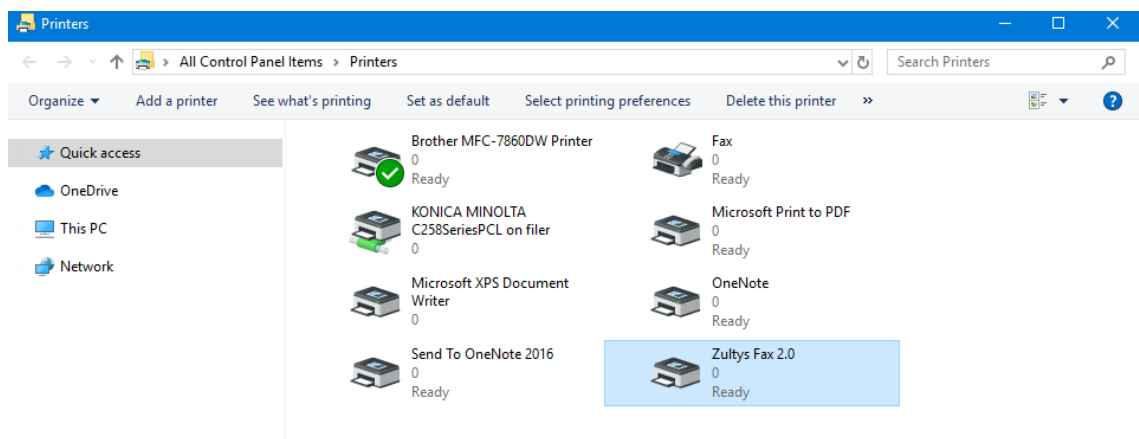 Printers
All Control Panel Items › Printers
Search Printers
Organize
Add a printer
See what's printing
Set as default
Select printing preferences
Delete this printer
»
?
Quick access
OneDrive
This PC
Network
Brother MFC-7860DW Printer
0
Ready
Fax
0
Ready
KONICA MINOLTA
C258SeriesPCL on filer
0
Microsoft Print to PDF
0
Ready
Microsoft XPS Document
Writer
0
OneNote
0
Ready
Send To OneNote 2016
0
Ready
Zultys Fax 2.0
0
Ready